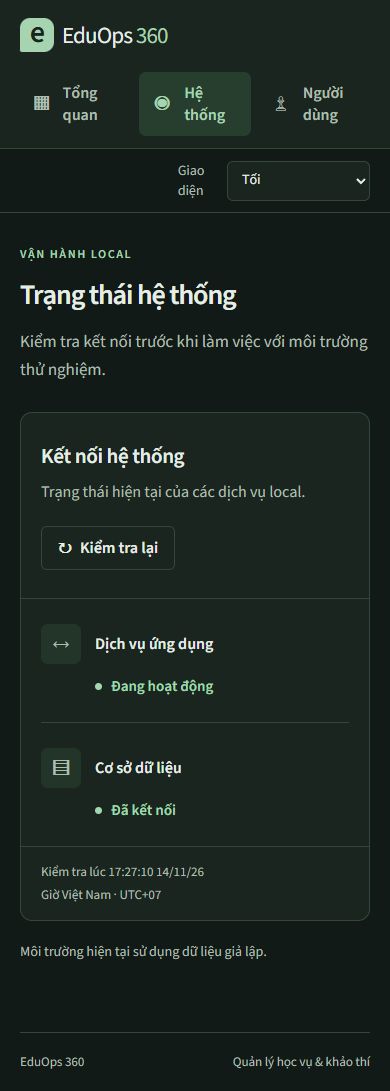 e EduOps 360
Tổng
quan
Hệ
thống
Người
dùng
Giao
diện
Tối
VẬN HÀNH LOCAL
Trạng thái hệ thống
Kiểm tra kết nối trước khi làm việc với môi trường
thử nghiệm.
Kết nối hệ thống
Trạng thái hiện tại của các dịch vụ local.
↻ Kiểm tra lại
Dịch vụ ứng dụng
Đang hoạt động
Cơ sở dữ liệu
Đã kết nối
Kiểm tra lúc 17:27:10 14/11/26
Giờ Việt Nam · UTC+07
Môi trường hiện tại sử dụng dữ liệu giả lập.
EduOps 360
Quản lý học vụ & khảo thí